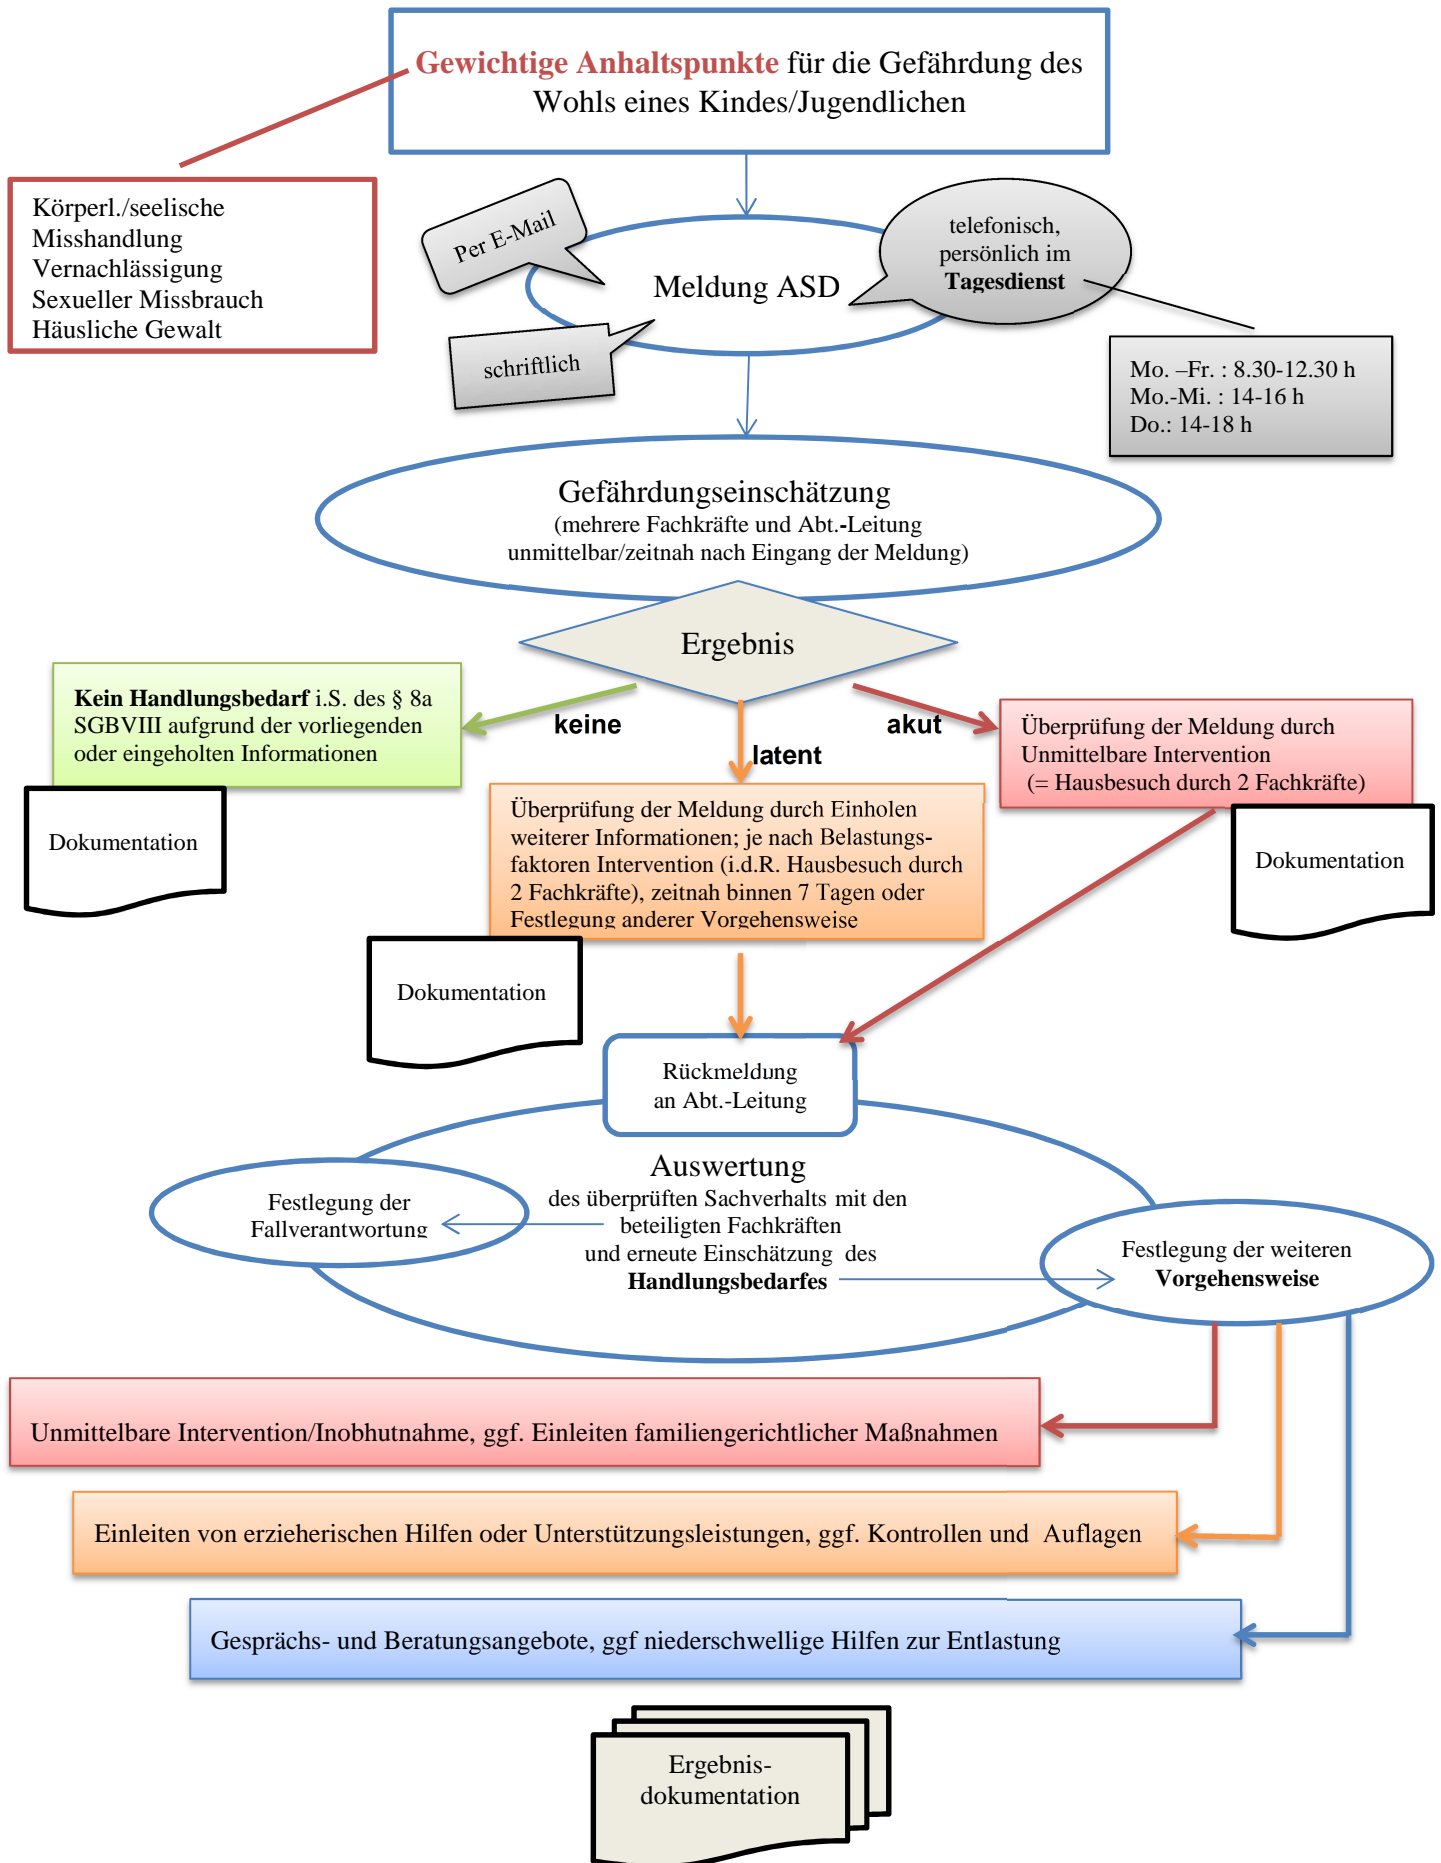 Gewichtige Anhaltspunkte für die Gefährdung des
Wohls eines Kindes/Jugendlichen
Körperl./seelische
Misshandlung
Vernachlässigung
Sexueller Missbrauch
Häusliche Gewalt
Per E-Mail
telefonisch,
persönlich im
Tagesdienst
Meldung ASD
schriftlich
Mo. –Fr. : 8.30-12.30 h
Mo.-Mi. : 14-16 h
Do.: 14-18 h
Gefährdungseinschätzung
(mehrere Fachkräfte und Abt.-Leitung
unmittelbar/zeitnah nach Eingang der Meldung)
Ergebnis
Kein Handlungsbedarf i.S. des § 8a
SGBVIII aufgrund der vorliegenden
oder eingeholten Informationen
keine
latent
akut
Überprüfung der Meldung durch
Unmittelbare Intervention
(= Hausbesuch durch 2 Fachkräfte)
Dokumentation
Überprüfung der Meldung durch Einholen
weiterer Informationen; je nach Belastungs-
faktoren Intervention (i.d.R. Hausbesuch durch
2 Fachkräfte), zeitnah binnen 7 Tagen oder
Festlegung anderer Vorgehensweise
Dokumentation
Dokumentation
Rückmeldung
an Abt.-Leitung
Auswertung
des überprüften Sachverhalts mit den
beteiligten Fachkräften
und erneute Einschätzung des
Handlungsbedarfes
Festlegung der
Fallverantwortung
Festlegung der weiteren
Vorgehensweise
Unmittelbare Intervention/Inobhutnahme, ggf. Einleiten familiengerichtlicher Maßnahmen
Einleiten von erzieherischen Hilfen oder Unterstützungsleistungen, ggf. Kontrollen und Auflagen
Gesprächs- und Beratungsangebote, ggf niederschwellige Hilfen zur Entlastung
Ergebnis-
dokumentation